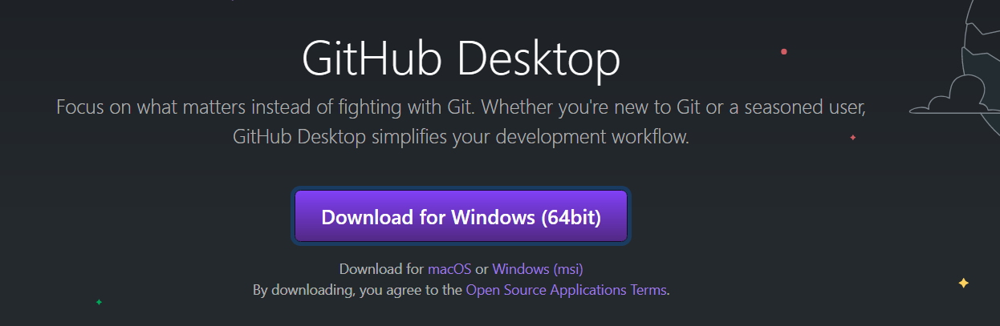 GitHub Desktop
Focus on what matters instead of fighting with Git. Whether you're new to Git or a seasoned user,
GitHub Desktop simplifies your development workflow.
Download for Windows (64bit)
Download for macOS or Windows (msi)
By downloading, you agree to the Open Source Applications Terms.